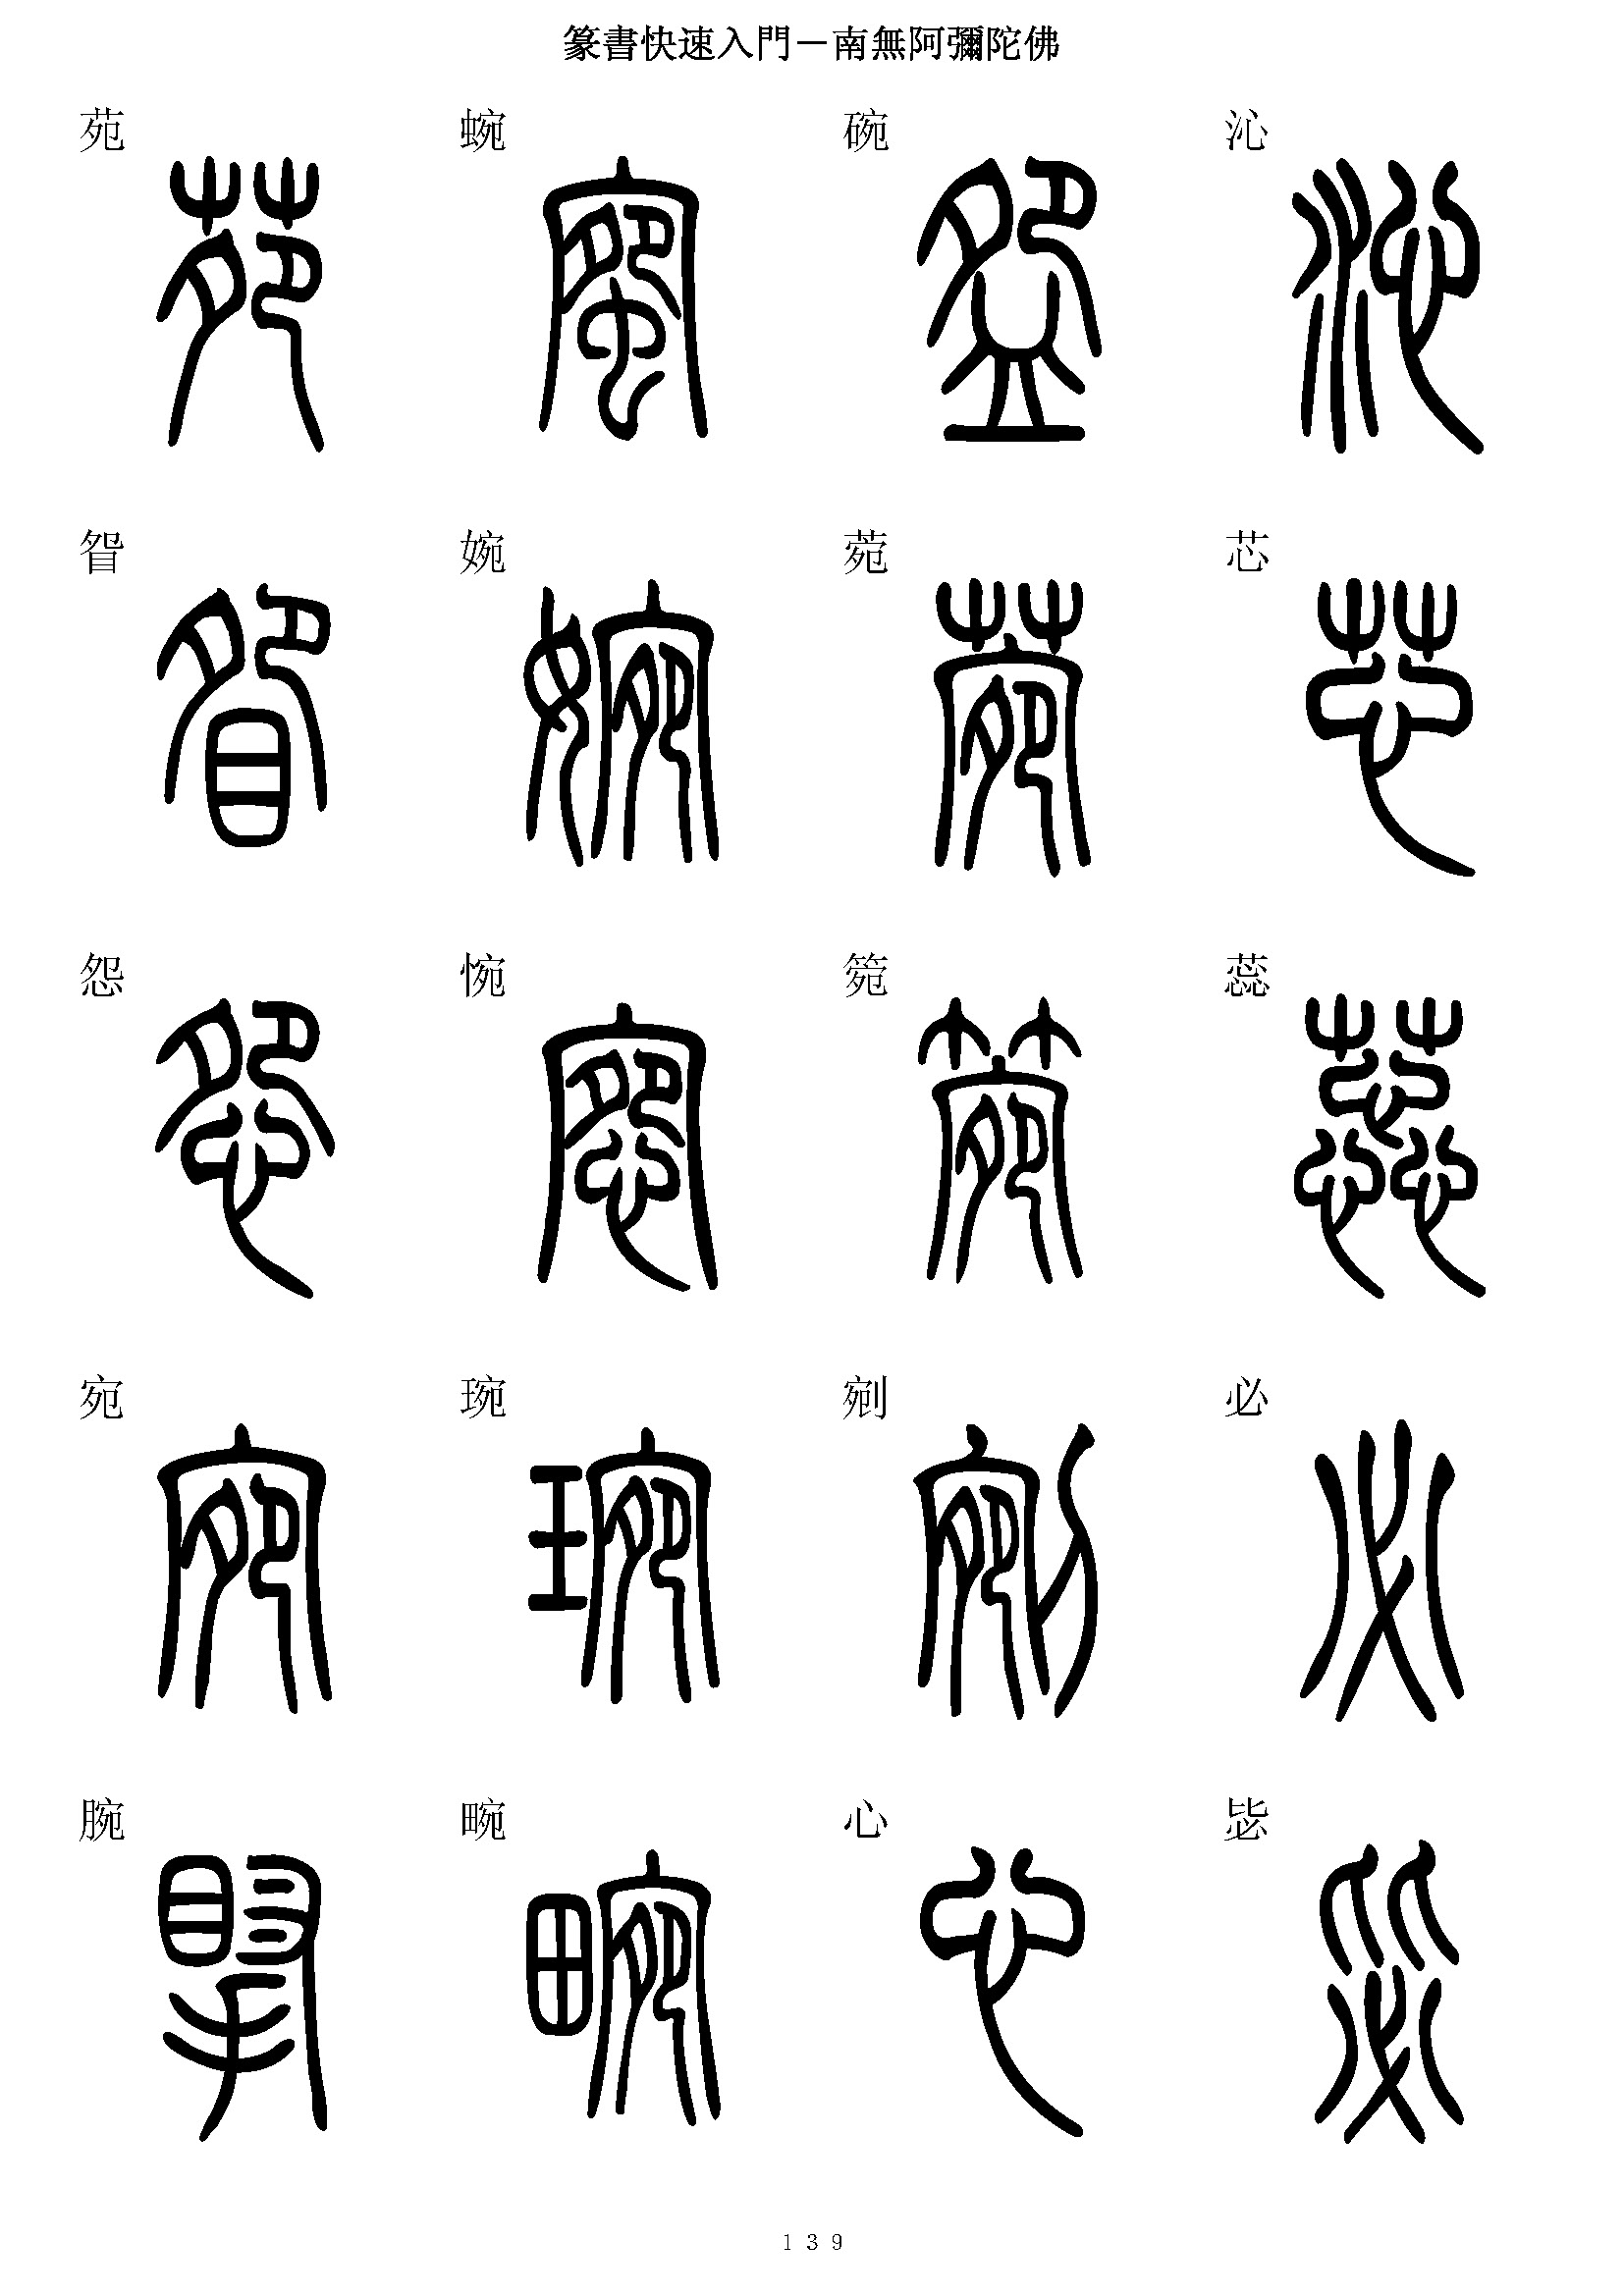 篆書快速入門－南無阿彌陀佛
苑 蜿 碗 沁
眢 婉 菀 芯
怨 惋 箢 蕊
宛 琬 剜 必
腕 畹 心 毖
139